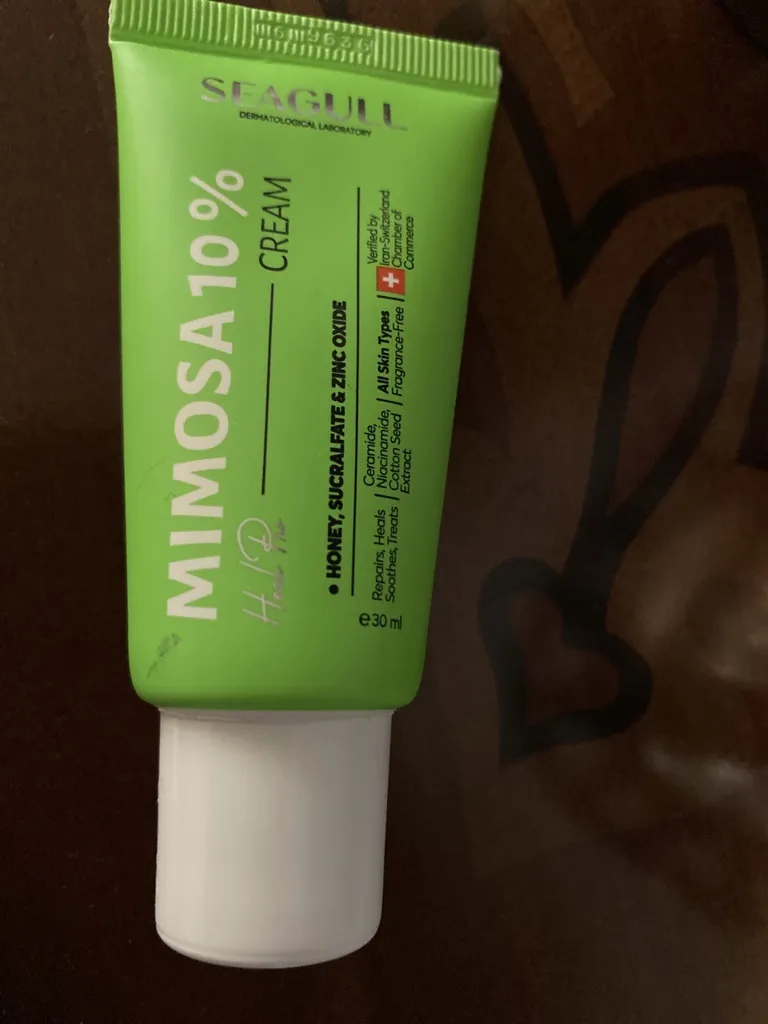 SEAGULL
DERMATOLOGICAL LABORATORY
MIMOSA 10%
CREAM
• HONEY, SUCRALFATE & ZINC OXIDE
Repairs, Heals
Soothes, Treats
Ceramide,
Niacinamide,
Cotton Seed
Extract
All Skin Types
Fragrance-Free
Verified by
Iran-Switzerland
Chamber of
Commerce
e 30 ml